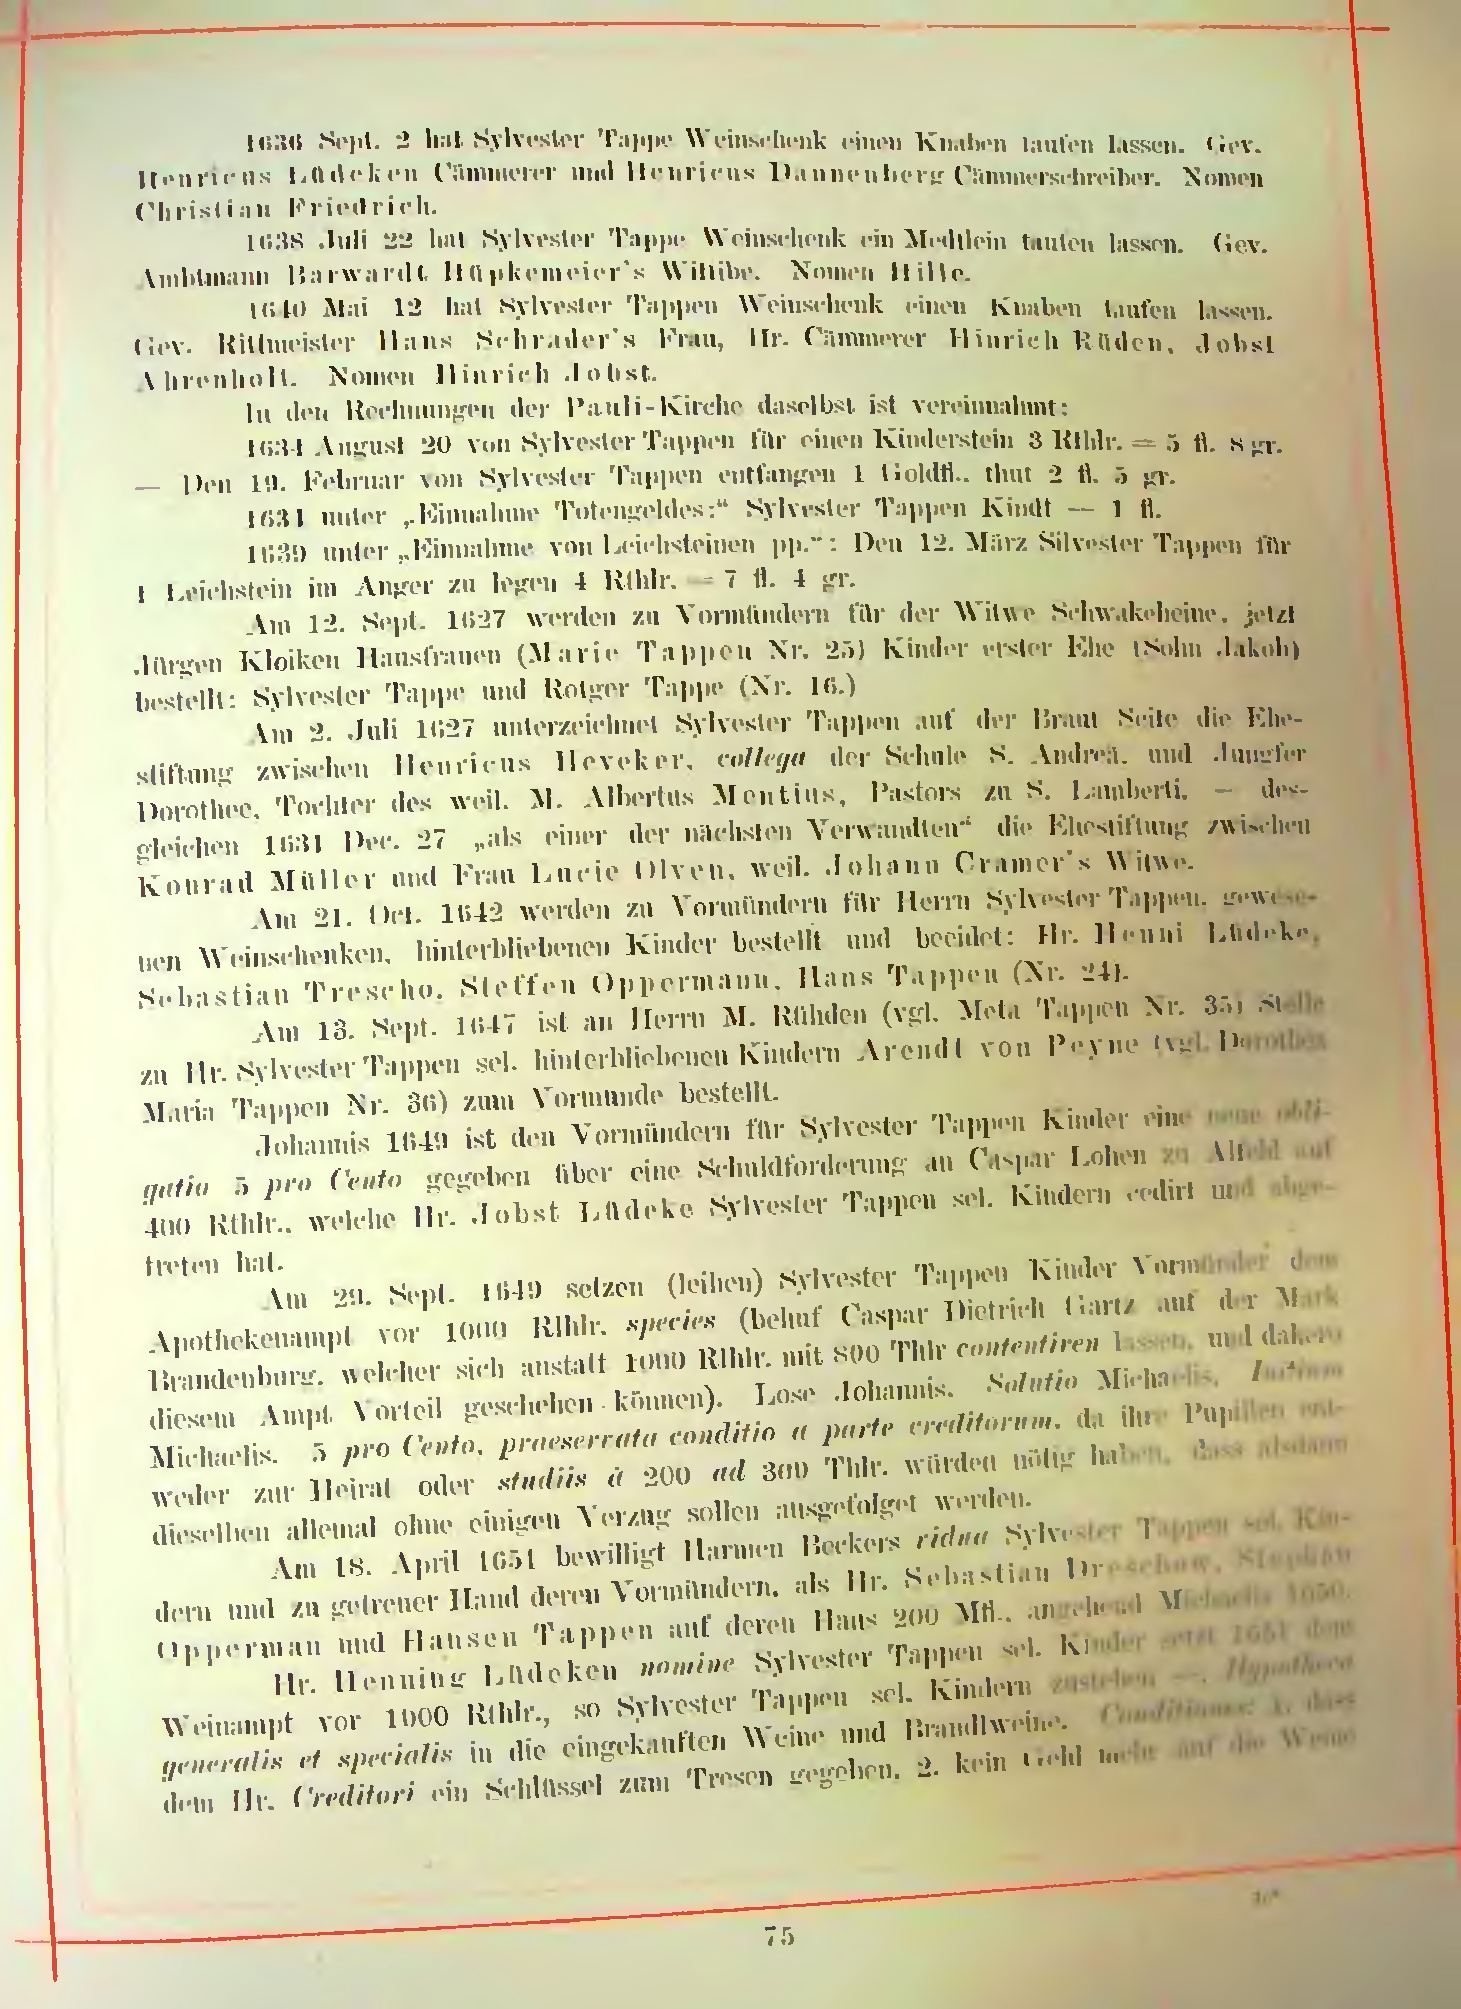 1636 Sept. 2 hat Sylvester Tappe Weinschenk einen Knaben taufen lassen. Gev.
Henricus Lüdeken Cämmerer und Henricus Dannenberg Cämmerschreiber. Nomen
Christian Friedrich.
1638 Juli 22 hat Sylvester Tappe Weinschenk ein Medtlein taufen lassen. Gev.
Ambtmann Barwardt Hüpkemeier's Wittibe. Nomen Hille.
1640 Mai 12 hat Sylvester Tappen Weinschenk einen Knaben taufen lassen.
Gev. Rittmeister Hans Schrader's Frau, Hr. Cämmerer Hinrich Rüden, Jobst
Ahrenholt. Nomen Hinrich Jobst.
In den Rechnungen der Pauli-Kirche daselbst ist vereinnahmt:
1634 August 20 von Sylvester Tappen für einen Kinderstein 3 Rthlr. = 5 fl. 8 gr.
— Den 19. Februar von Sylvester Tappen entfangen 1 Goldfl., thut 2 fl. 5 gr.
1631 unter „Einnahme Totengeldes:“ Sylvester Tappen Kindt — 1 fl.
1639 unter „Einnahme von Leichsteinen pp.“: Den 12. März Silvester Tappen für
1 Leichstein im Anger zu legen 4 Rthlr. = 7 fl. 4 gr.
Am 12. Sept. 1627 werden zu Vormündern für der Witwe Schwakeheine, jetzt
Jürgen Kloiken Hausfrauen (Marie Tappen Nr. 25) Kinder erster Ehe (Sohn Jakob)
bestellt: Sylvester Tappe und Rotger Tappe (Nr. 16.)
Am 2. Juli 1627 unterzeichnet Sylvester Tappen auf der Braut Seite die Ehe-
stiftung zwischen Henricus Heveker, collega der Schule S. Andreä, und Jungfer
Dorothee, Tochter des weil. M. Albertus Mentius, Pastors zu S. Lamberti, — des-
gleichen 1631 Dec. 27 „als einer der nächsten Verwandten“ die Ehestiftung zwischen
Konrad Müller und Frau Lucie Olven, weil. Johann Cramer's Witwe.
Am 21. Oct. 1642 werden zu Vormündern für Herrn Sylvester Tappen, gewese-
nen Weinschenken, hinterbliebenen Kinder bestellt und beeidet: Hr. Henni Lüdeke,
Sebastian Trescho, Steffen Oppermann, Hans Tappen (Nr. 24).
Am 13. Sept. 1647 ist an Herrn M. Rühden (vgl. Meta Tappen Nr. 35) Stelle
zu Hr. Sylvester Tappen sel. hinterbliebenen Kindern Arendt von Peyne (vgl. Dorothea
Maria Tappen Nr. 36) zum Vormunde bestellt.
Johannis 1649 ist den Vormündern für Sylvester Tappen Kinder eine neue obli-
gatio 5 pro Cento gegeben über eine Schuldforderung an Caspar Lohen zu Alfeld auf
400 Rthlr., welche Hr. Jobst Lüdeke Sylvester Tappen sel. Kindern cedirt und abge-
treten hat.
Am 29. Sept. 1649 setzen (leihen) Sylvester Tappen Kinder Vormünder dem
Apothekenampt vor 1000 Rthlr. species (behuf Caspar Dietrich Gartz auf der Mark
Brandenburg, welcher sich anstatt 1000 Rthlr. mit 800 Thlr contentiren lassen, und dahero
diesem Ampt Vorteil geschehen können). Lose Johannis. Solutio Michaelis. Initium
Michaelis. 5 pro Cento, praeserrata conditio a parte creditorum, da ihre Pupillen ent-
weder zur Heirat oder studiis à 200 ad 300 Thlr. würden nötig haben, dass alsdann
dieselben allemal ohne einigen Verzug sollen ausgefolget werden.
Am 18. April 1651 bewilligt Harmen Beckers vidua Sylvester Tappen sel. Kin-
dern und zu getreuer Hand deren Vormündern, als Hr. Sebastian Dreschow, Stephan
Opperman und Hansen Tappen auf deren Haus 200 Mfl., angehend Michaelis 1650.
Hr. Henning Lüdeken nomine Sylvester Tappen sel. Kinder setzt 1651 dem
Weinampt vor 1000 Rthlr., so Sylvester Tappen sel. Kindern zustehen —. Hypotheca
generalis et specialis in die eingekauften Weine und Brandtweine. Conditiones: 1. dass
dem Hr. Creditori ein Schlüssel zum Tresen gegeben, 2. kein Geld mehr auf die Weine
75